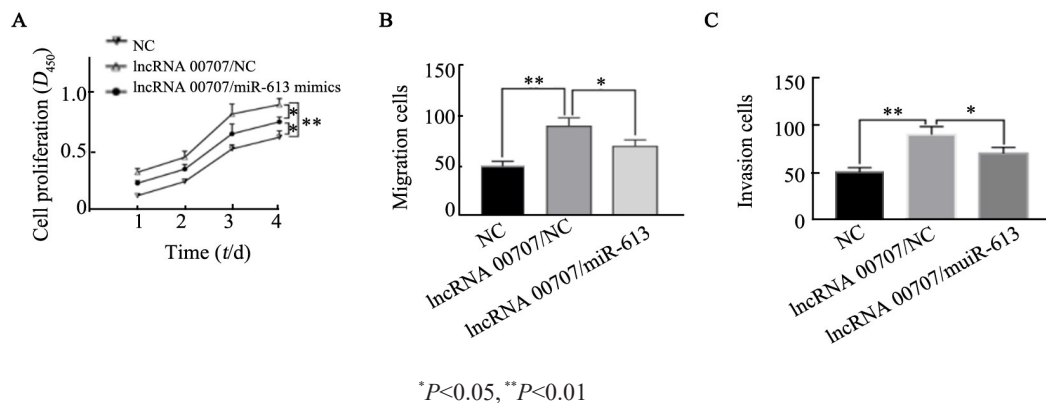 A
NC
lncRNA 00707/NC
lncRNA 00707/miR-613 mimics
Cell proliferation (D450)
1.0
0.5
0
*
*
**
1 2 3 4
Time (t/d)
B
Migration cells
150
100
50
0
** *
NC
lncRNA 00707/NC
lncRNA 00707/miR-613
C
Invasion cells
150
100
50
0
** *
NC
lncRNA 00707/NC
lncRNA 00707/muiR-613
*P<0.05, **P<0.01